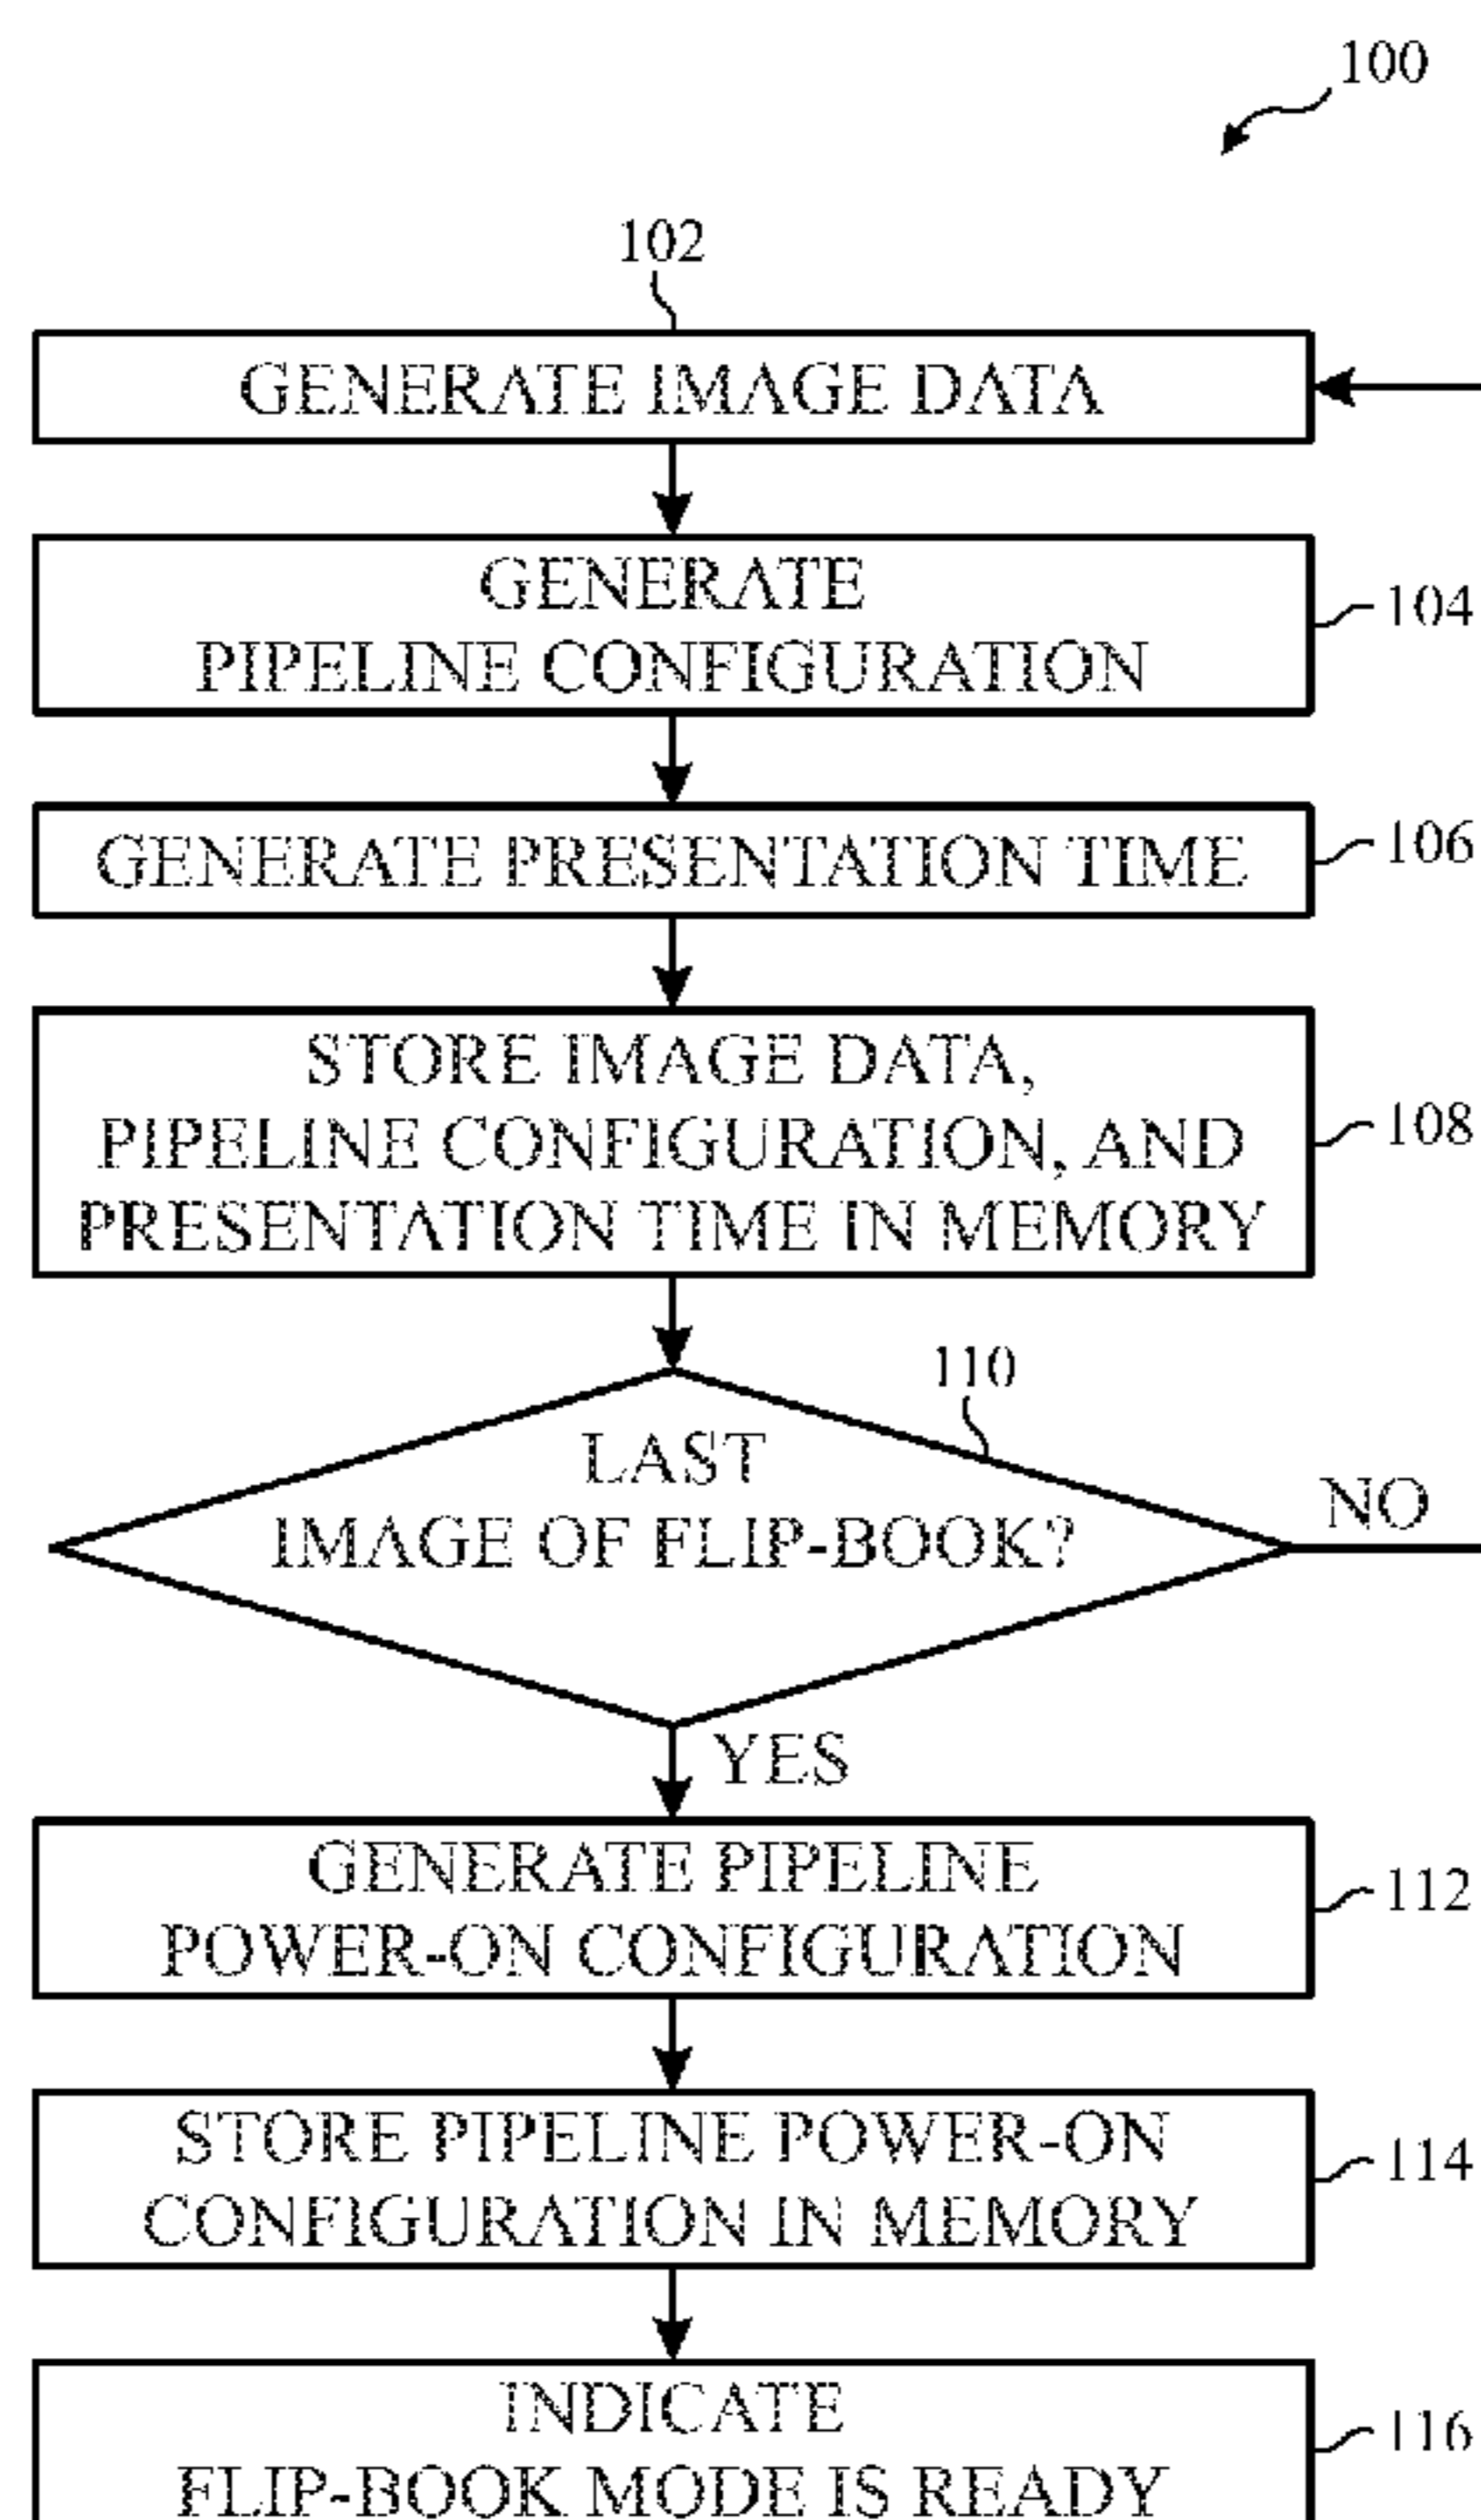 100
102
GENERATE IMAGE DATA
GENERATE
PIPELINE CONFIGURATION
104
GENERATE PRESENTATION TIME
106
STORE IMAGE DATA,
PIPELINE CONFIGURATION, AND
PRESENTATION TIME IN MEMORY
108
110
LAST
IMAGE OF FLIP-BOOK?
NO
YES
GENERATE PIPELINE
POWER-ON CONFIGURATION
112
STORE PIPELINE POWER-ON
CONFIGURATION IN MEMORY
114
INDICATE
FLIP-BOOK MODE IS READY
116